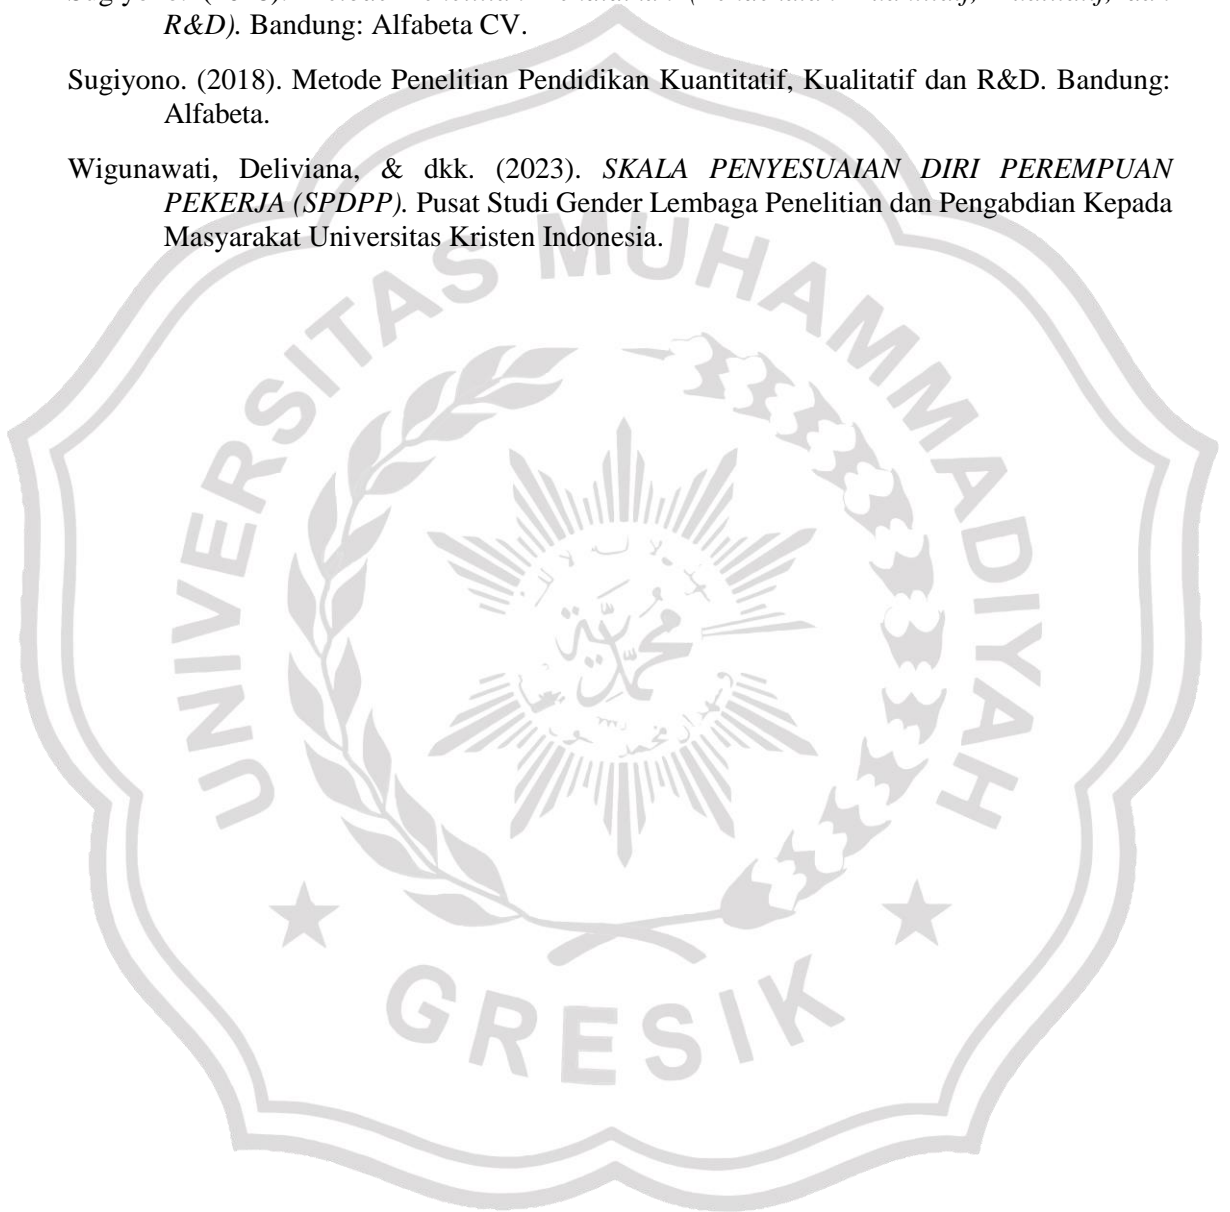 R&D). Bandung: Alfabeta CV.
Sugiyono. (2018). Metode Penelitian Pendidikan Kuantitatif, Kualitatif dan R&D. Bandung:
Alfabeta.
Wigunawati, Deliviana, & dkk. (2023). SKALA PENYESUAIAN DIRI PEREMPUAN
PEKERJA (SPDPP). Pusat Studi Gender Lembaga Penelitian dan Pengabdian Kepada
Masyarakat Universitas Kristen Indonesia.
UNIVERSITAS MUHAMMADIYAH
محمدية
GRESIK